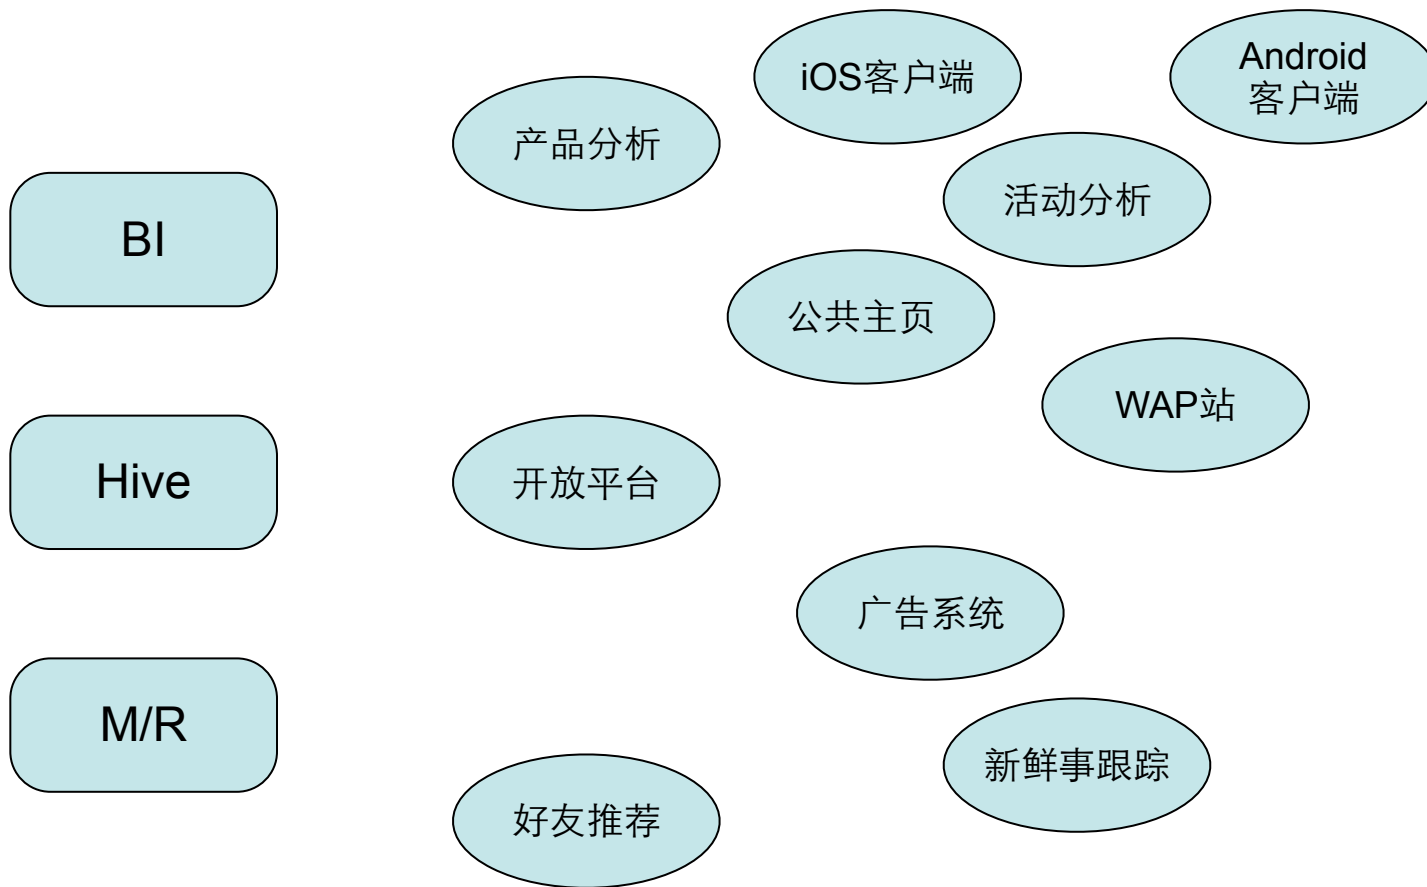 iOS客户端
Android
客户端
产品分析
活动分析
BI
公共主页
WAP站
Hive
开放平台
广告系统
M/R
新鲜事跟踪
好友推荐